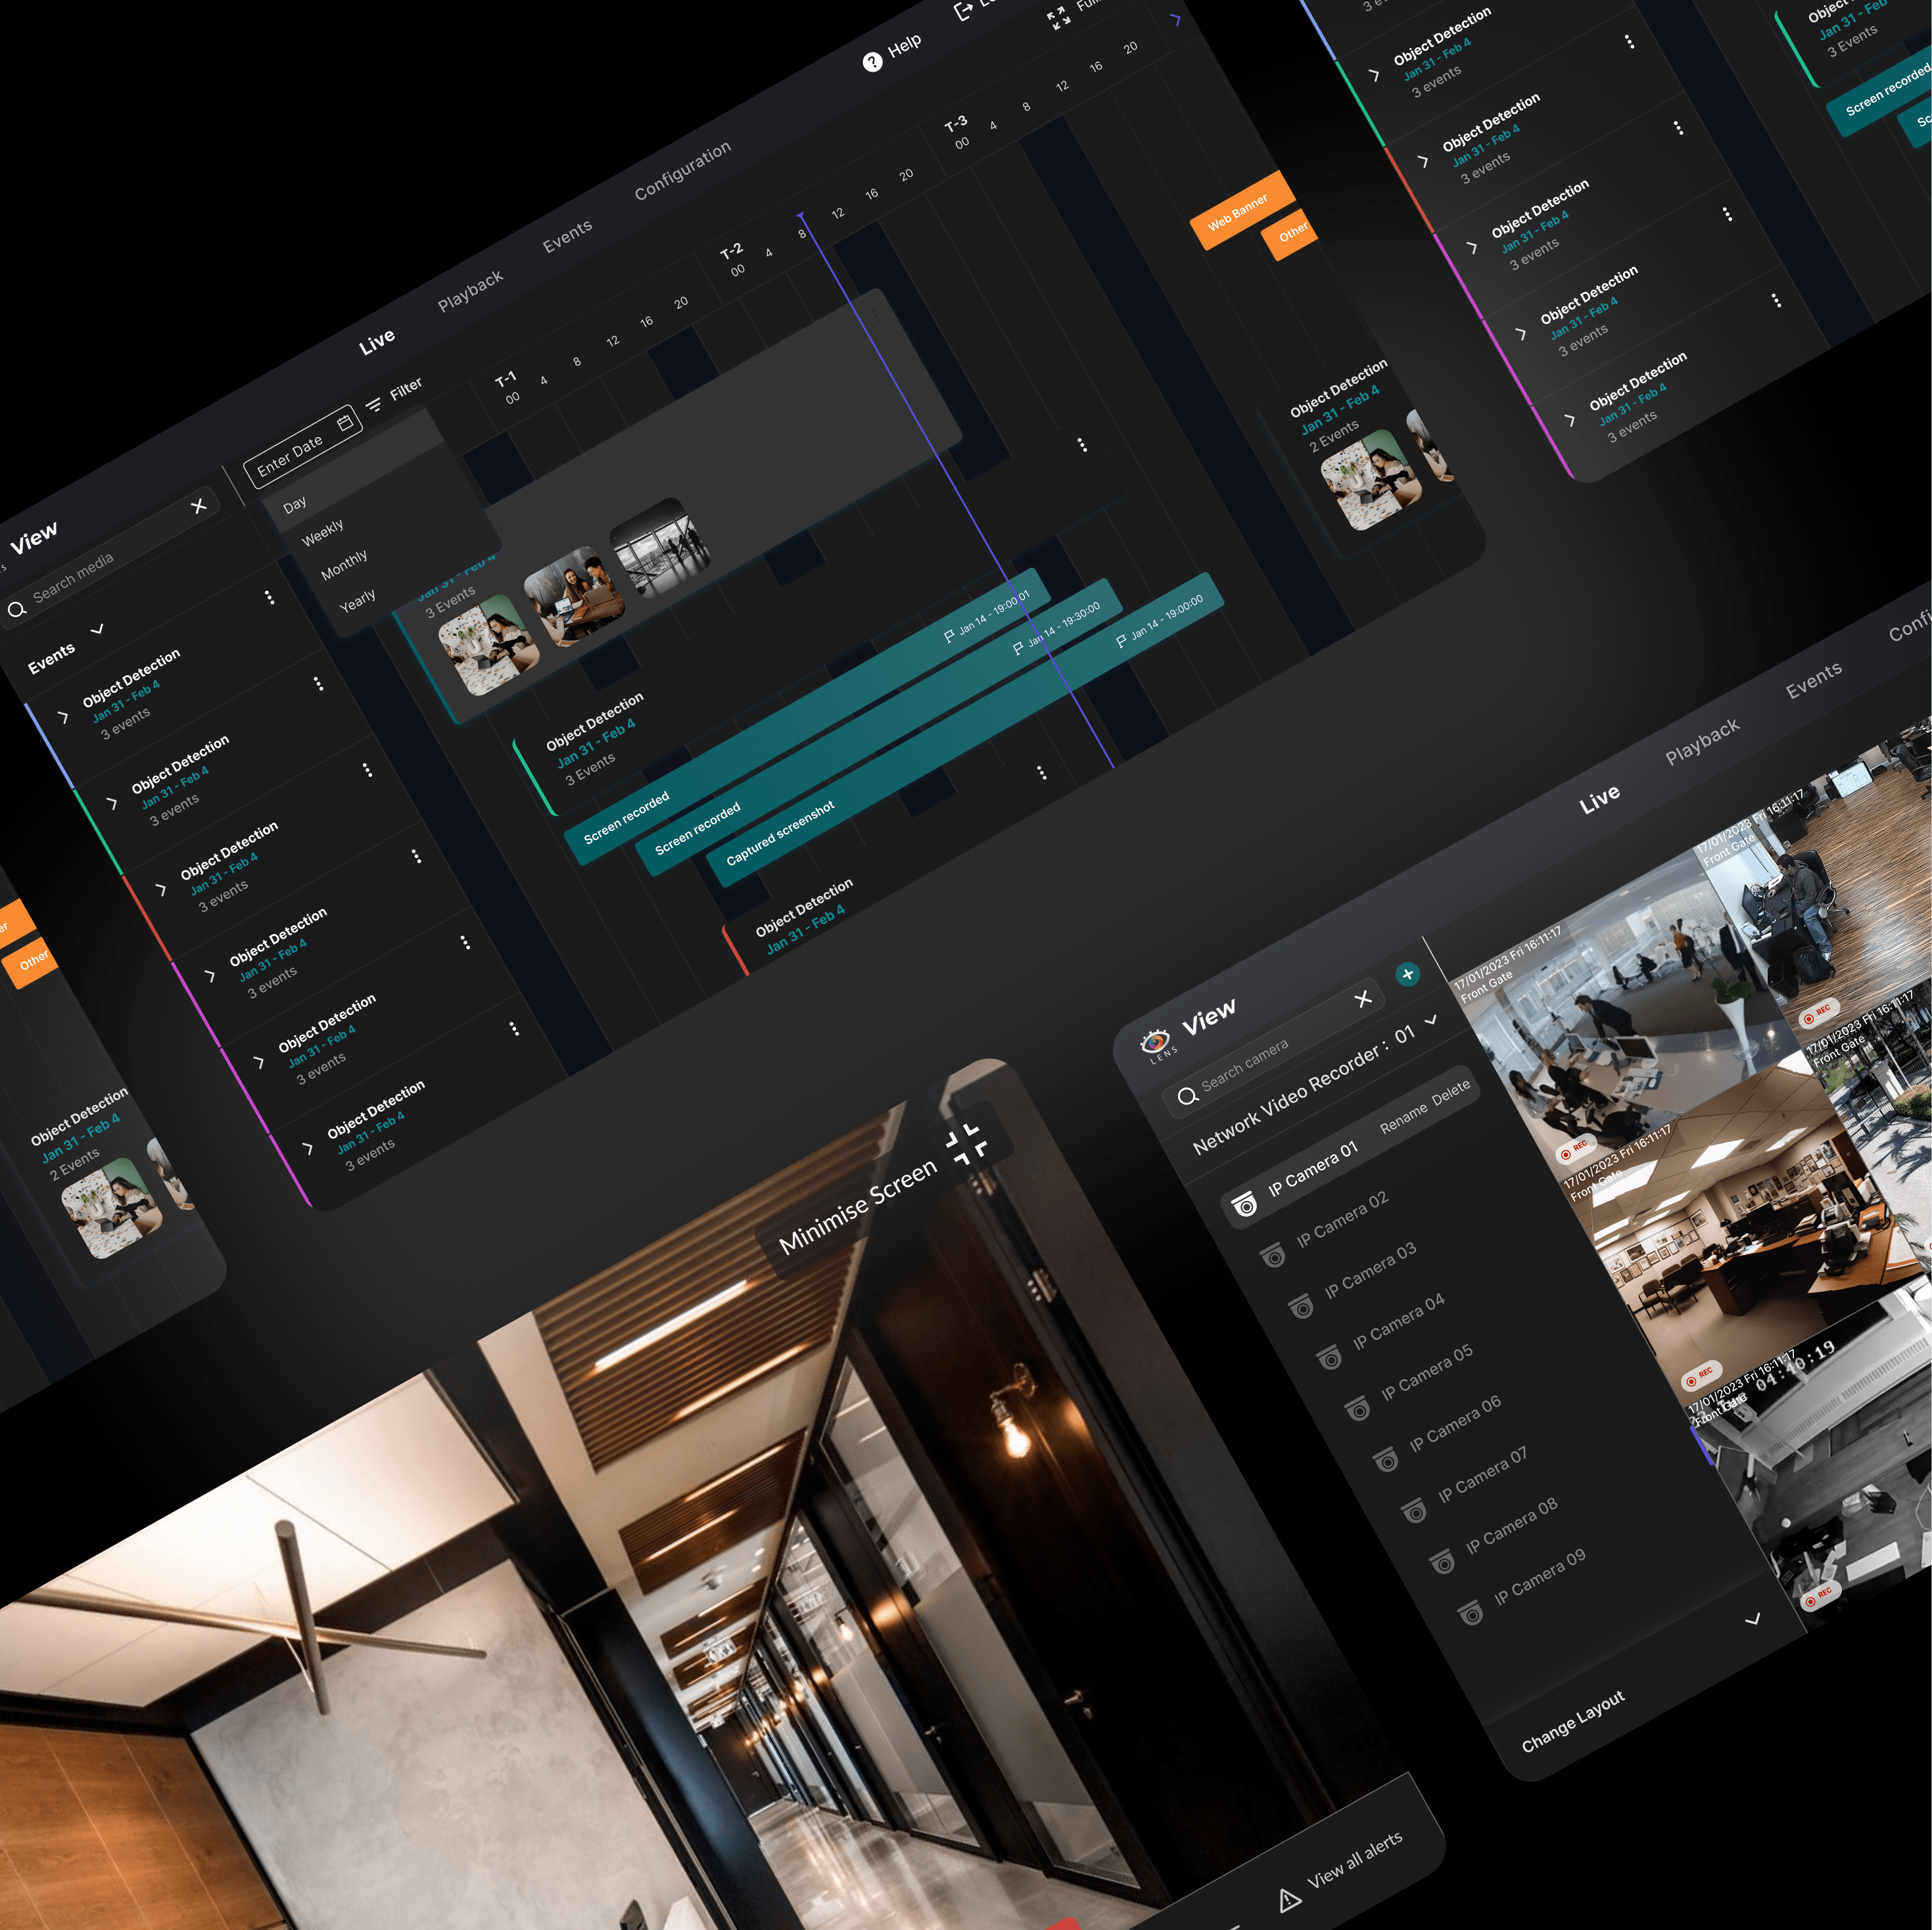 Help
Live
Playback
Events
Configuration
View
Search media
Enter Date
Filter
Day
Weekly
Monthly
Yearly
T-1
00 4 8 12 16 20
T-2
00 4 8 12 16 20
T-3
00 4 8 12 16 20
Events
Object Detection
Jan 31 - Feb 4
3 events
Object Detection
Jan 31 - Feb 4
3 events
Object Detection
Jan 31 - Feb 4
3 events
Object Detection
Jan 31 - Feb 4
3 events
Object Detection
Jan 31 - Feb 4
3 events
Object Detection
Jan 31 - Feb 4
3 events
Jan 31 - Feb 4
3 Events
Object Detection
Jan 31 - Feb 4
3 Events
Screen recorded
Jan 14 - 19:00:01
Screen recorded
Jan 14 - 19:30:00
Captured screenshot
Jan 14 - 19:00:00
Object Detection
Jan 31 - Feb 4
Web Banner
Other
Object Detection
Jan 31 - Feb 4
2 Events
3 events
Object Detection
Jan 31 - Feb 4
3 events
Object Detection
Jan 31 - Feb 4
3 events
Object Detection
Jan 31 - Feb 4
3 events
Object Detection
Jan 31 - Feb 4
3 events
Object Detection
Jan 31 - Feb 4
3 events
Jan 31 - Feb
3 Events
Screen recorded
Other
Object Detection
Jan 31 - Feb 4
2 Events
Minimise Screen
View all alerts
Live
Playback
Events
LENS
View
Search camera
Network Video Recorder : 01
IP Camera 01
Rename
Delete
IP Camera 02
IP Camera 03
IP Camera 04
IP Camera 05
IP Camera 06
IP Camera 07
IP Camera 08
IP Camera 09
Change Layout
17/01/2023 Fri 16:11:17
Front Gate
REC
17/01/2023 Fri 16:11:17
Front Gate
REC
17/01/2023 Fri 16:11:17
Front Gate
REC
17/01/2023 Fri 16:11:17
Front Gate
17/01/2023 Fri 16:11:17
Front Gate
04:40:19
REC